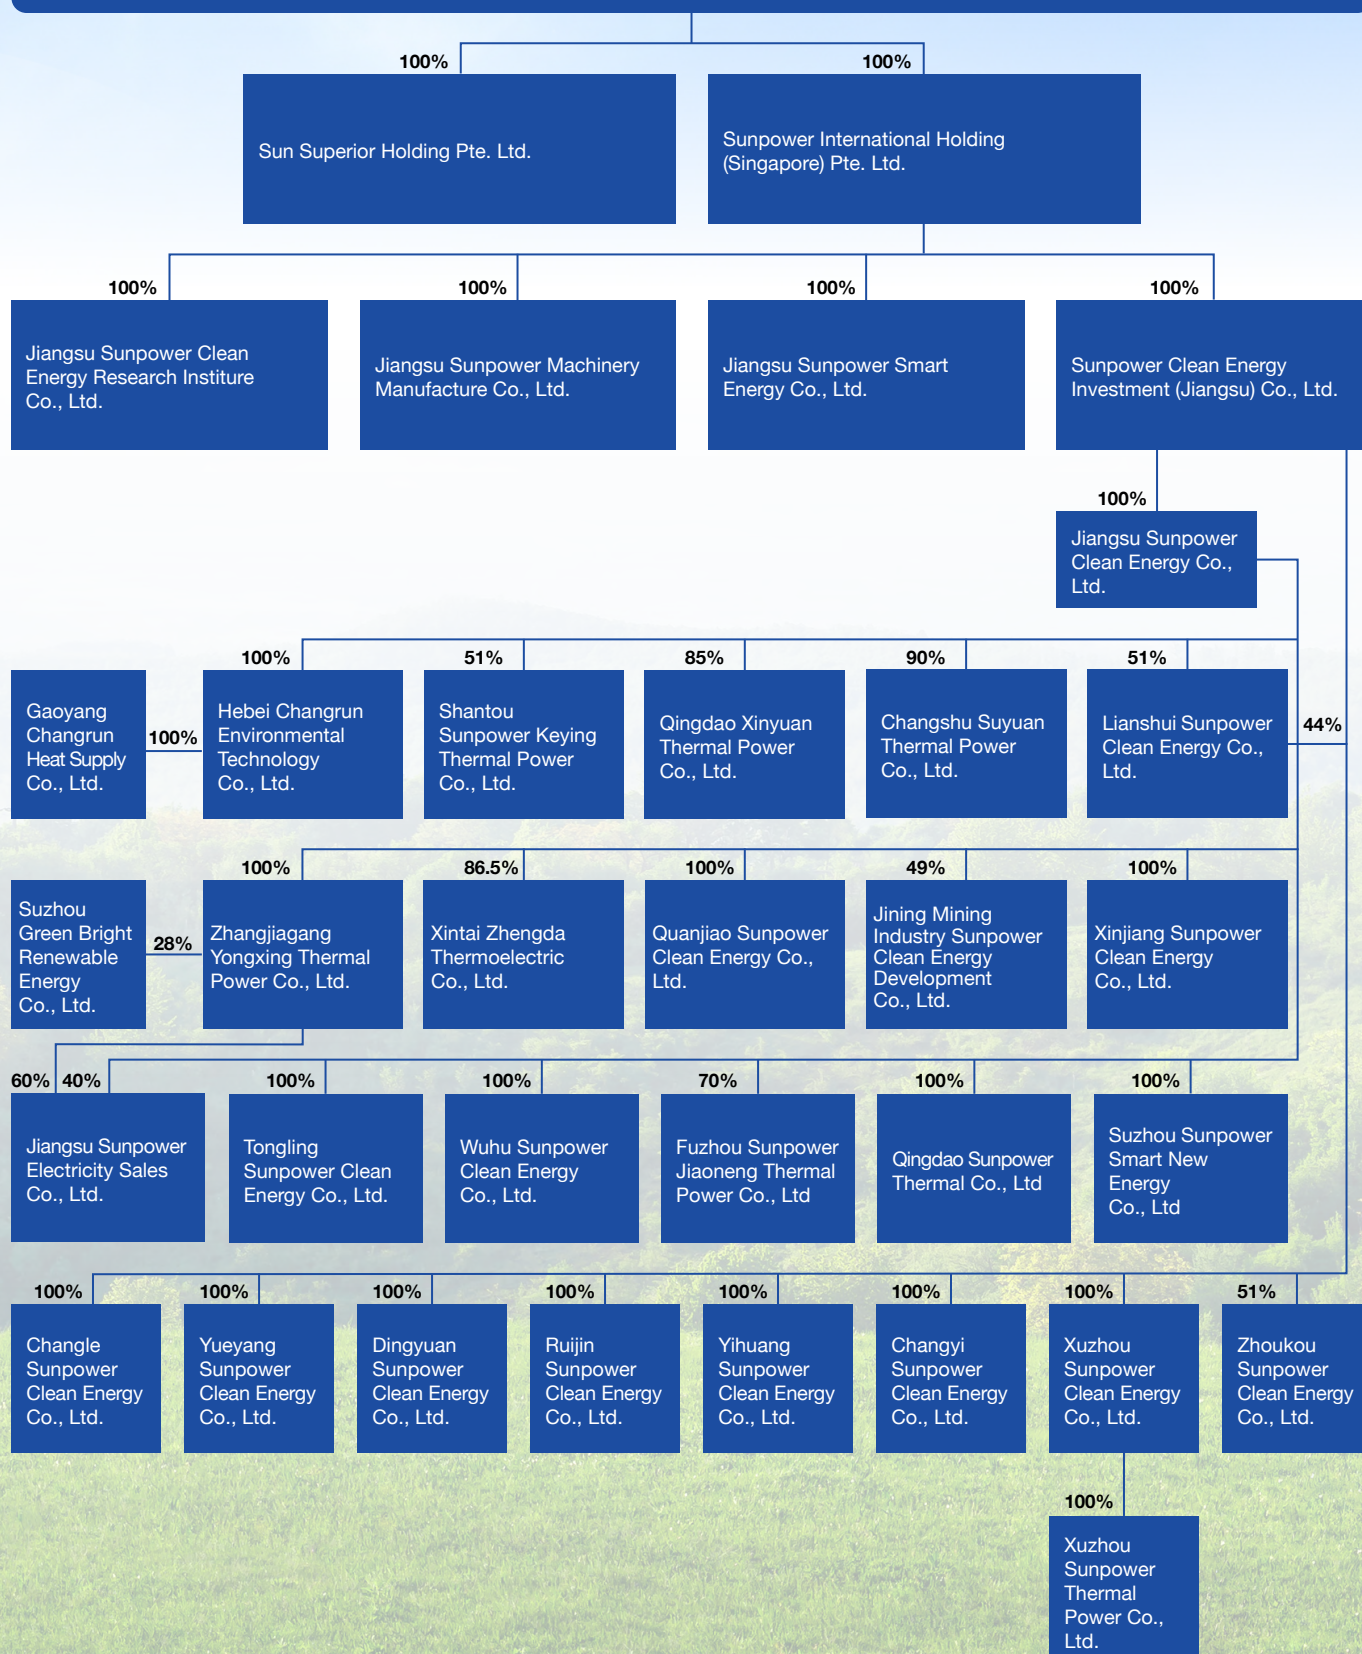 100%
100%
Sun Superior Holding Pte. Ltd.
Sunpower International Holding
(Singapore) Pte. Ltd.
100%
100%
100%
100%
Jiangsu Sunpower Clean
Energy Research Institure
Co., Ltd.
Jiangsu Sunpower Machinery
Manufacture Co., Ltd.
Jiangsu Sunpower Smart
Energy Co., Ltd.
Sunpower Clean Energy
Investment (Jiangsu) Co., Ltd.
100%
Jiangsu Sunpower
Clean Energy Co.,
Ltd.
100%
51%
85%
90%
51%
Gaoyang
Changrun
Heat Supply
Co., Ltd.
100%
Hebei Changrun
Environmental
Technology
Co., Ltd.
Shantou
Sunpower Keying
Thermal Power
Co., Ltd.
Qingdao Xinyuan
Thermal Power
Co., Ltd.
Changshu Suyuan
Thermal Power
Co., Ltd.
Lianshui Sunpower
Clean Energy Co.,
Ltd.
44%
100%
86.5%
100%
49%
100%
Suzhou
Green Bright
Renewable
Energy
Co., Ltd.
28%
Zhangjiagang
Yongxing Thermal
Power Co., Ltd.
Xintai Zhengda
Thermoelectric
Co., Ltd.
Quanjiao Sunpower
Clean Energy Co.,
Ltd.
Jining Mining
Industry Sunpower
Clean Energy
Development
Co., Ltd.
Xinjiang Sunpower
Clean Energy
Co., Ltd.
60%
40%
100%
100%
70%
100%
100%
Jiangsu Sunpower
Electricity Sales
Co., Ltd.
Tongling
Sunpower Clean
Energy Co., Ltd.
Wuhu Sunpower
Clean Energy
Co., Ltd.
Fuzhou Sunpower
Jiaoneng Thermal
Power Co., Ltd
Qingdao Sunpower
Thermal Co., Ltd
Suzhou Sunpower
Smart New
Energy
Co., Ltd
100%
100%
100%
100%
100%
100%
100%
51%
Changle
Sunpower
Clean Energy
Co., Ltd.
Yueyang
Sunpower
Clean Energy
Co., Ltd.
Dingyuan
Sunpower
Clean Energy
Co., Ltd.
Ruijin
Sunpower
Clean Energy
Co., Ltd.
Yihuang
Sunpower
Clean Energy
Co., Ltd.
Changyi
Sunpower
Clean Energy
Co., Ltd.
Xuzhou
Sunpower
Clean Energy
Co., Ltd.
Zhoukou
Sunpower
Clean Energy
Co., Ltd.
100%
Xuzhou
Sunpower
Thermal
Power Co.,
Ltd.